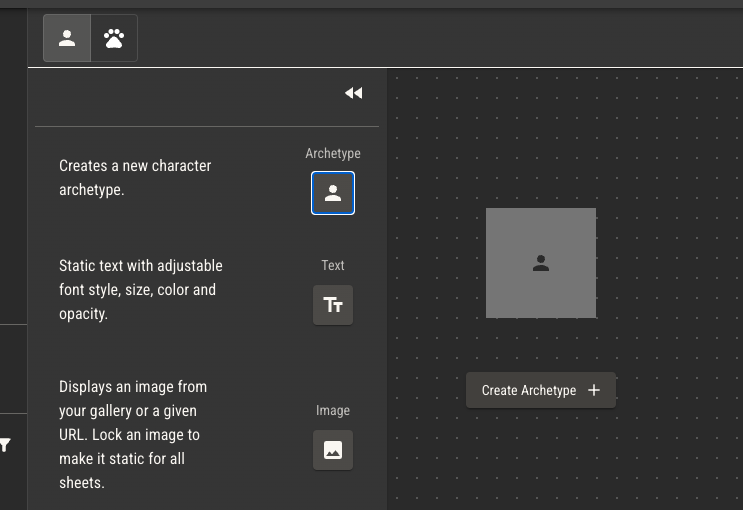 Archetype
Creates a new character
archetype.
Text
Static text with adjustable
font style, size, color and
opacity.
Tт
Displays an image from
your gallery or a given
URL. Lock an image to
make it static for all
sheets.
Image
Create Archetype +